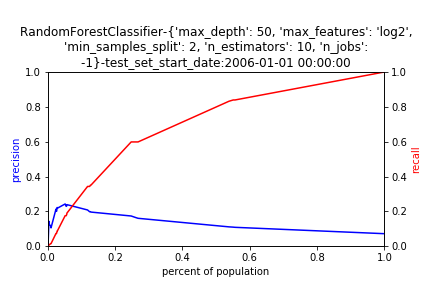 RandomForestClassifier-{'max_depth': 50, 'max_features': 'log2',
'min_samples_split': 2, 'n_estimators': 10, 'n_jobs':
-1}-test_set_start_date:2006-01-01 00:00:00
1.0
0.8
0.6
0.4
0.2
0.0
precision
1.0
0.8
0.6
0.4
0.2
0.0
recall
0.0 0.2 0.4 0.6 0.8 1.0
percent of population